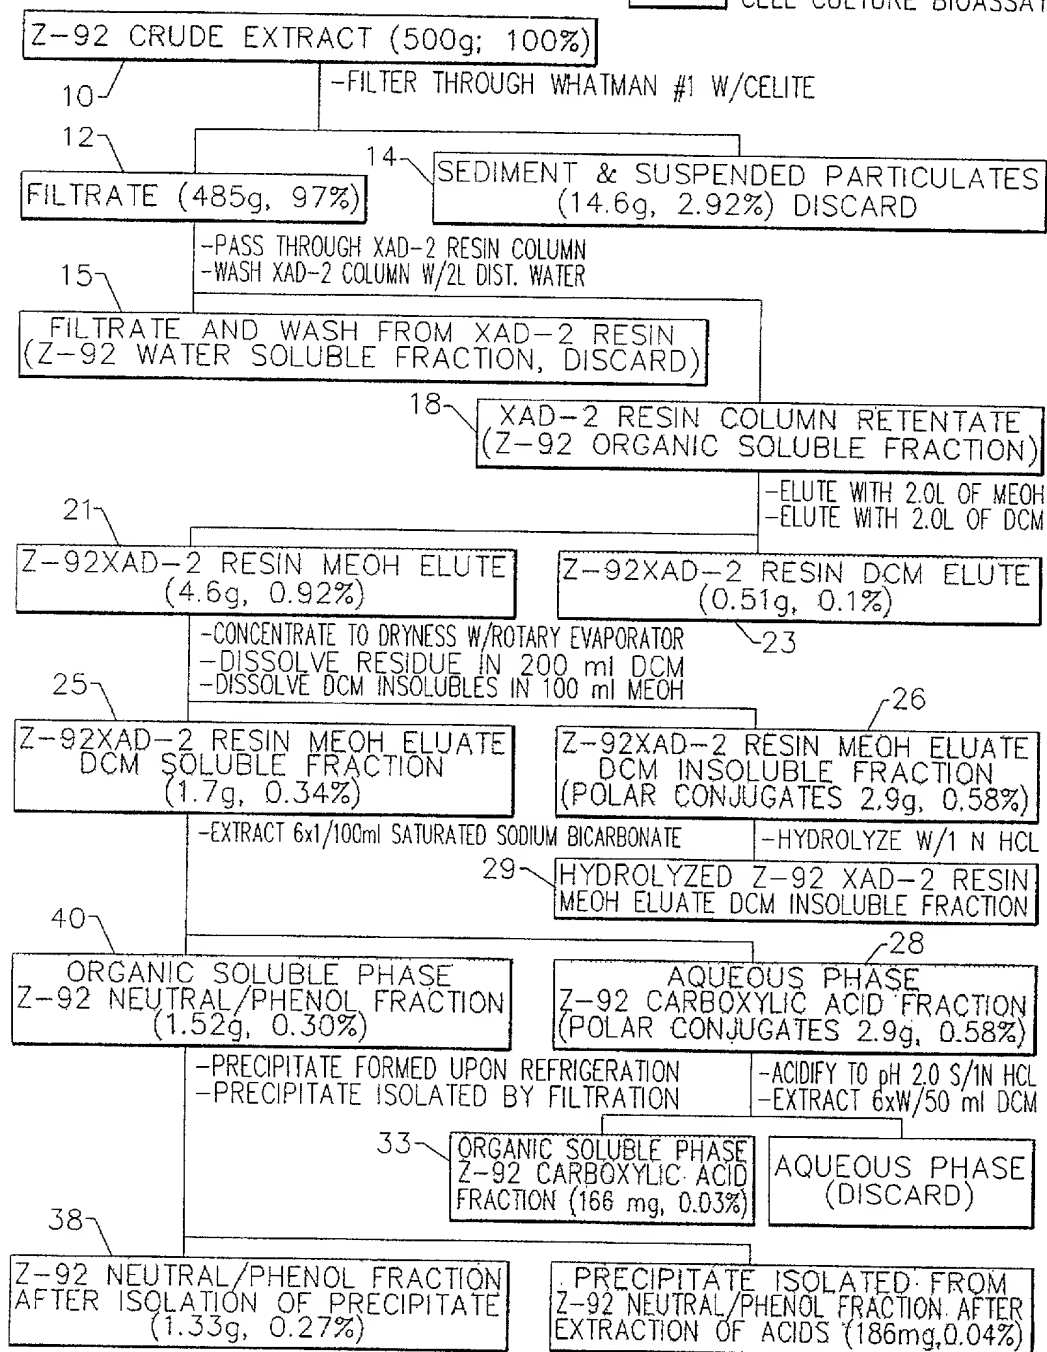 CELL CULTURE BIOASSAY
Z-92 CRUDE EXTRACT (500g; 100%)
10
-FILTER THROUGH WHATMAN #1 W/CELITE
12
14
FILTRATE (485g, 97%)
SEDIMENT & SUSPENDED PARTICULATES
(14.6g, 2.92%) DISCARD
-PASS THROUGH XAD-2 RESIN COLUMN
-WASH XAD-2 COLUMN W/2L DIST. WATER
15
FILTRATE AND WASH FROM XAD-2 RESIN
(Z-92 WATER SOLUBLE FRACTION, DISCARD)
18
XAD-2 RESIN COLUMN RETENTATE
(Z-92 ORGANIC SOLUBLE FRACTION)
-ELUTE WITH 2.0L OF MEOH
-ELUTE WITH 2.0L OF DCM
21
Z-92XAD-2 RESIN MEOH ELUTE
(4.6g, 0.92%)
Z-92XAD-2 RESIN DCM ELUTE
(0.51g, 0.1%)
23
-CONCENTRATE TO DRYNESS W/ROTARY EVAPORATOR
-DISSOLVE RESIDUE IN 200 ml DCM
-DISSOLVE DCM INSOLUBLES IN 100 ml MEOH
25
26
Z-92XAD-2 RESIN MEOH ELUATE
DCM SOLUBLE FRACTION
(1.7g, 0.34%)
Z-92XAD-2 RESIN MEOH ELUATE
DCM INSOLUBLE FRACTION
(POLAR CONJUGATES 2.9g, 0.58%)
-EXTRACT 6x1/100ml SATURATED SODIUM BICARBONATE
-HYDROLYZE W/1 N HCL
29
HYDROLYZED Z-92 XAD-2 RESIN
MEOH ELUATE DCM INSOLUBLE FRACTION
40
28
ORGANIC SOLUBLE PHASE
Z-92 NEUTRAL/PHENOL FRACTION
(1.52g, 0.30%)
AQUEOUS PHASE
Z-92 CARBOXYLIC ACID FRACTION
(POLAR CONJUGATES 2.9g, 0.58%)
-PRECIPITATE FORMED UPON REFRIGERATION
-PRECIPITATE ISOLATED BY FILTRATION
-ACIDIFY TO pH 2.0 S/1N HCL
-EXTRACT 6xW/50 ml DCM
33
ORGANIC SOLUBLE PHASE
Z-92 CARBOXYLIC ACID
FRACTION (166 mg, 0.03%)
AQUEOUS PHASE
(DISCARD)
38
Z-92 NEUTRAL/PHENOL FRACTION
AFTER ISOLATION OF PRECIPITATE
(1.33g, 0.27%)
PRECIPITATE ISOLATED FROM
Z-92 NEUTRAL/PHENOL FRACTION AFTER
EXTRACTION OF ACIDS (186mg,0.04%)